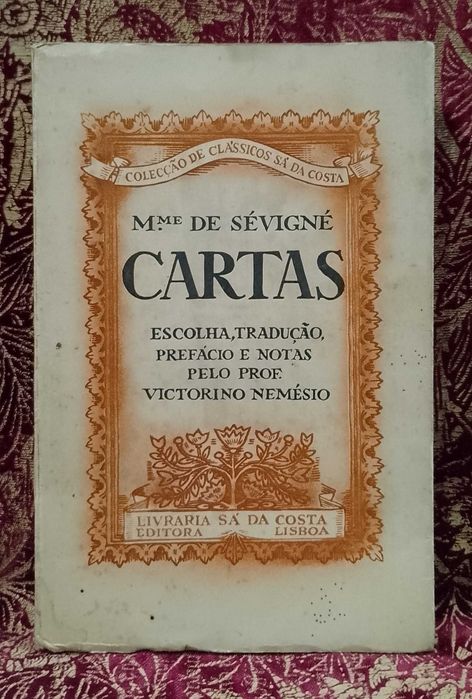 COLECÇÃO DE CLÁSSICOS SÁ DA COSTA
M.ME DE SÉVIGNÉ
CARTAS
ESCOLHA, TRADUÇÃO,
PREFÁCIO E NOTAS
PELO PROF.
VICTORINO NEMÉSIO
LIVRARIA SÁ DA COSTA
EDITORA LISBOA